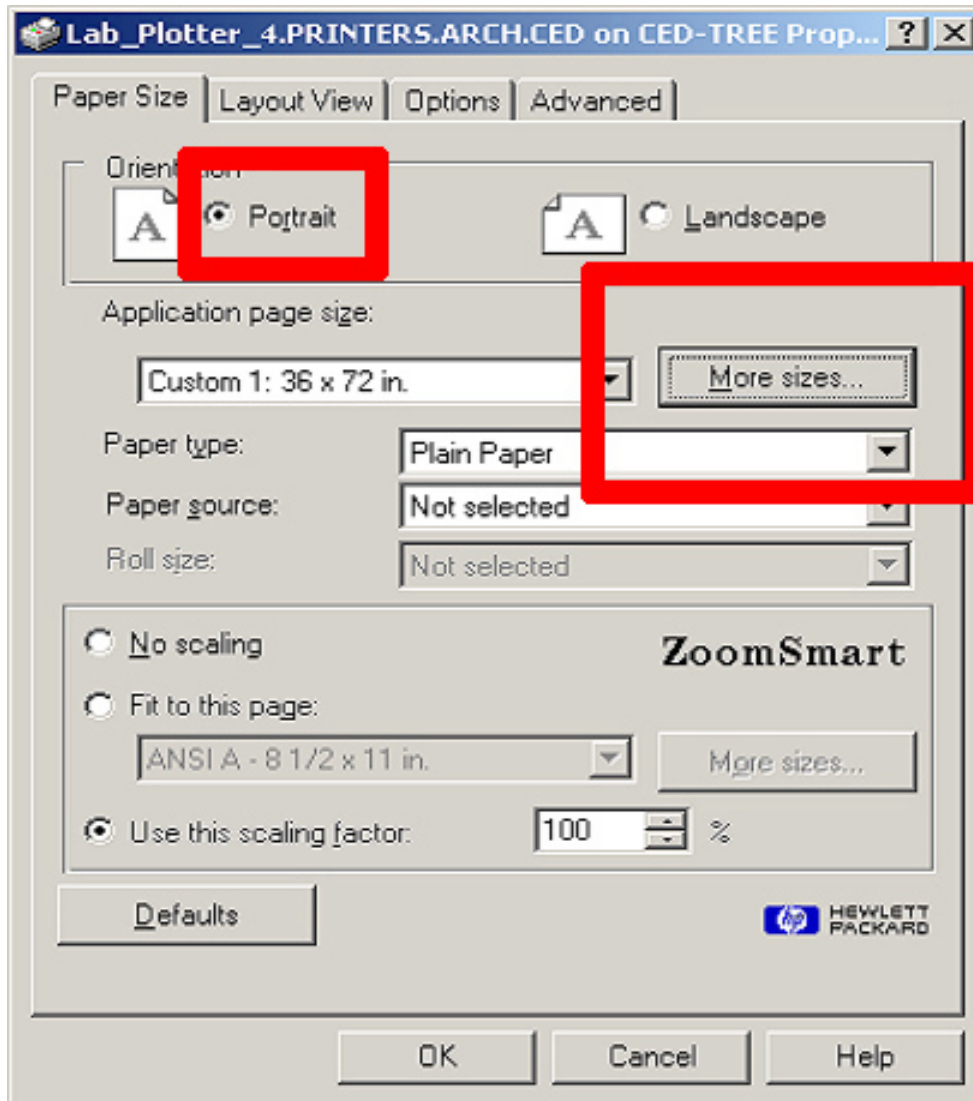 Lab_Plotter_4.PRINTERS.ARCH.CED on CED-TREE Prop...
Paper Size Layout View Options Advanced
Orientation
A Portrait A Landscape
Application page size:
Custom 1: 36 x 72 in. More sizes...
Paper type: Plain Paper
Paper source: Not selected
Roll size: Not selected
No scaling ZoomSmart
Fit to this page:
ANSI A - 8 1/2 x 11 in. More sizes...
Use this scaling factor: 100 %
Defaults hp HEWLETT
PACKARD
OK Cancel Help